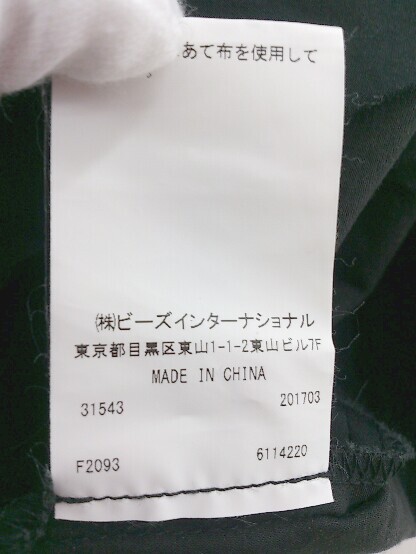 あて布を使用して
㈱ビーズインターナショナル
東京都目黒区東山1-1-2東山ビル7F
MADE IN CHINA
31543 201703
F2093 6114220